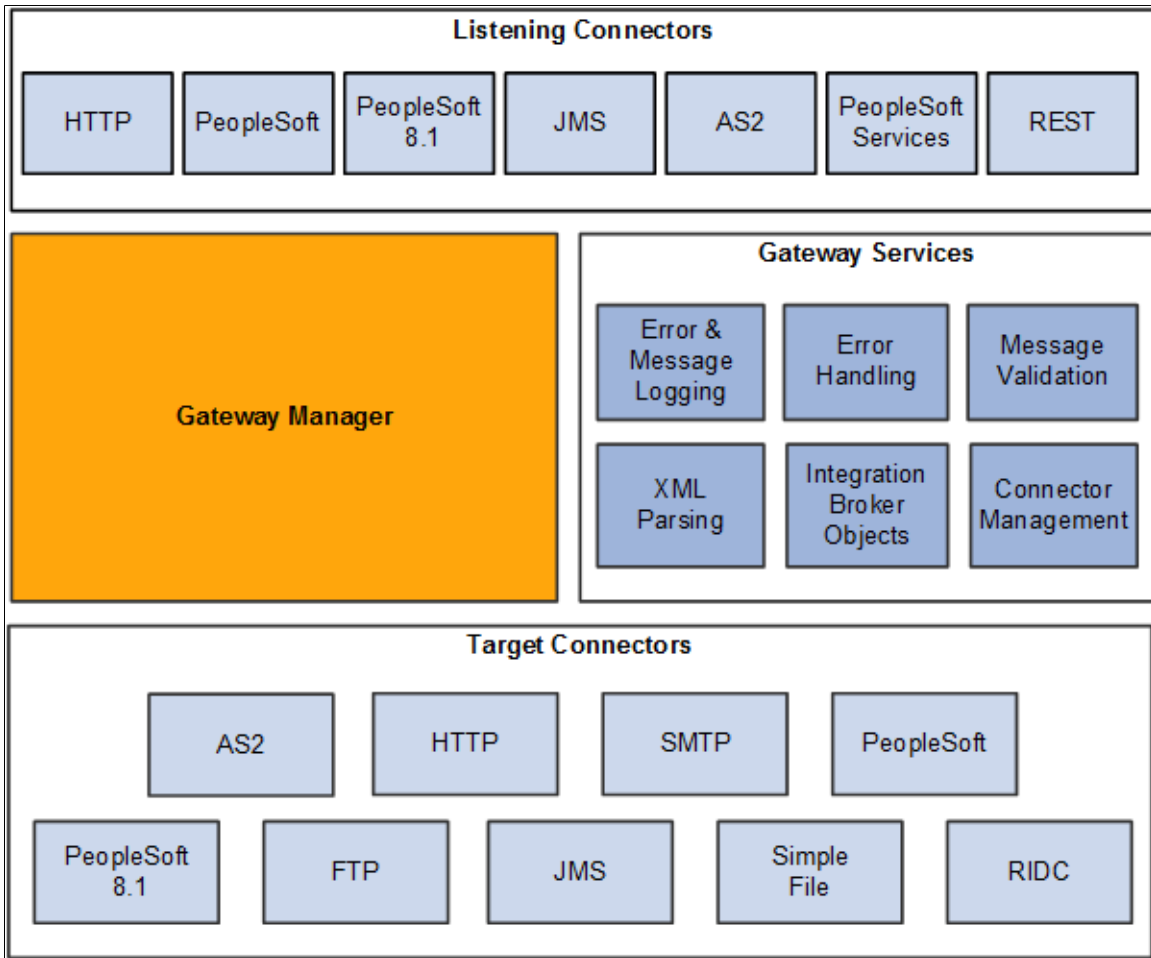 Listening Connectors
HTTP
PeopleSoft
PeopleSoft
8.1
JMS
AS2
PeopleSoft
Services
REST
Gateway Manager
Gateway Services
Error &
Message
Logging
Error
Handling
Message
Validation
XML
Parsing
Integration
Broker
Objects
Connector
Management
Target Connectors
AS2
HTTP
SMTP
PeopleSoft
PeopleSoft
8.1
FTP
JMS
Simple
File
RIDC